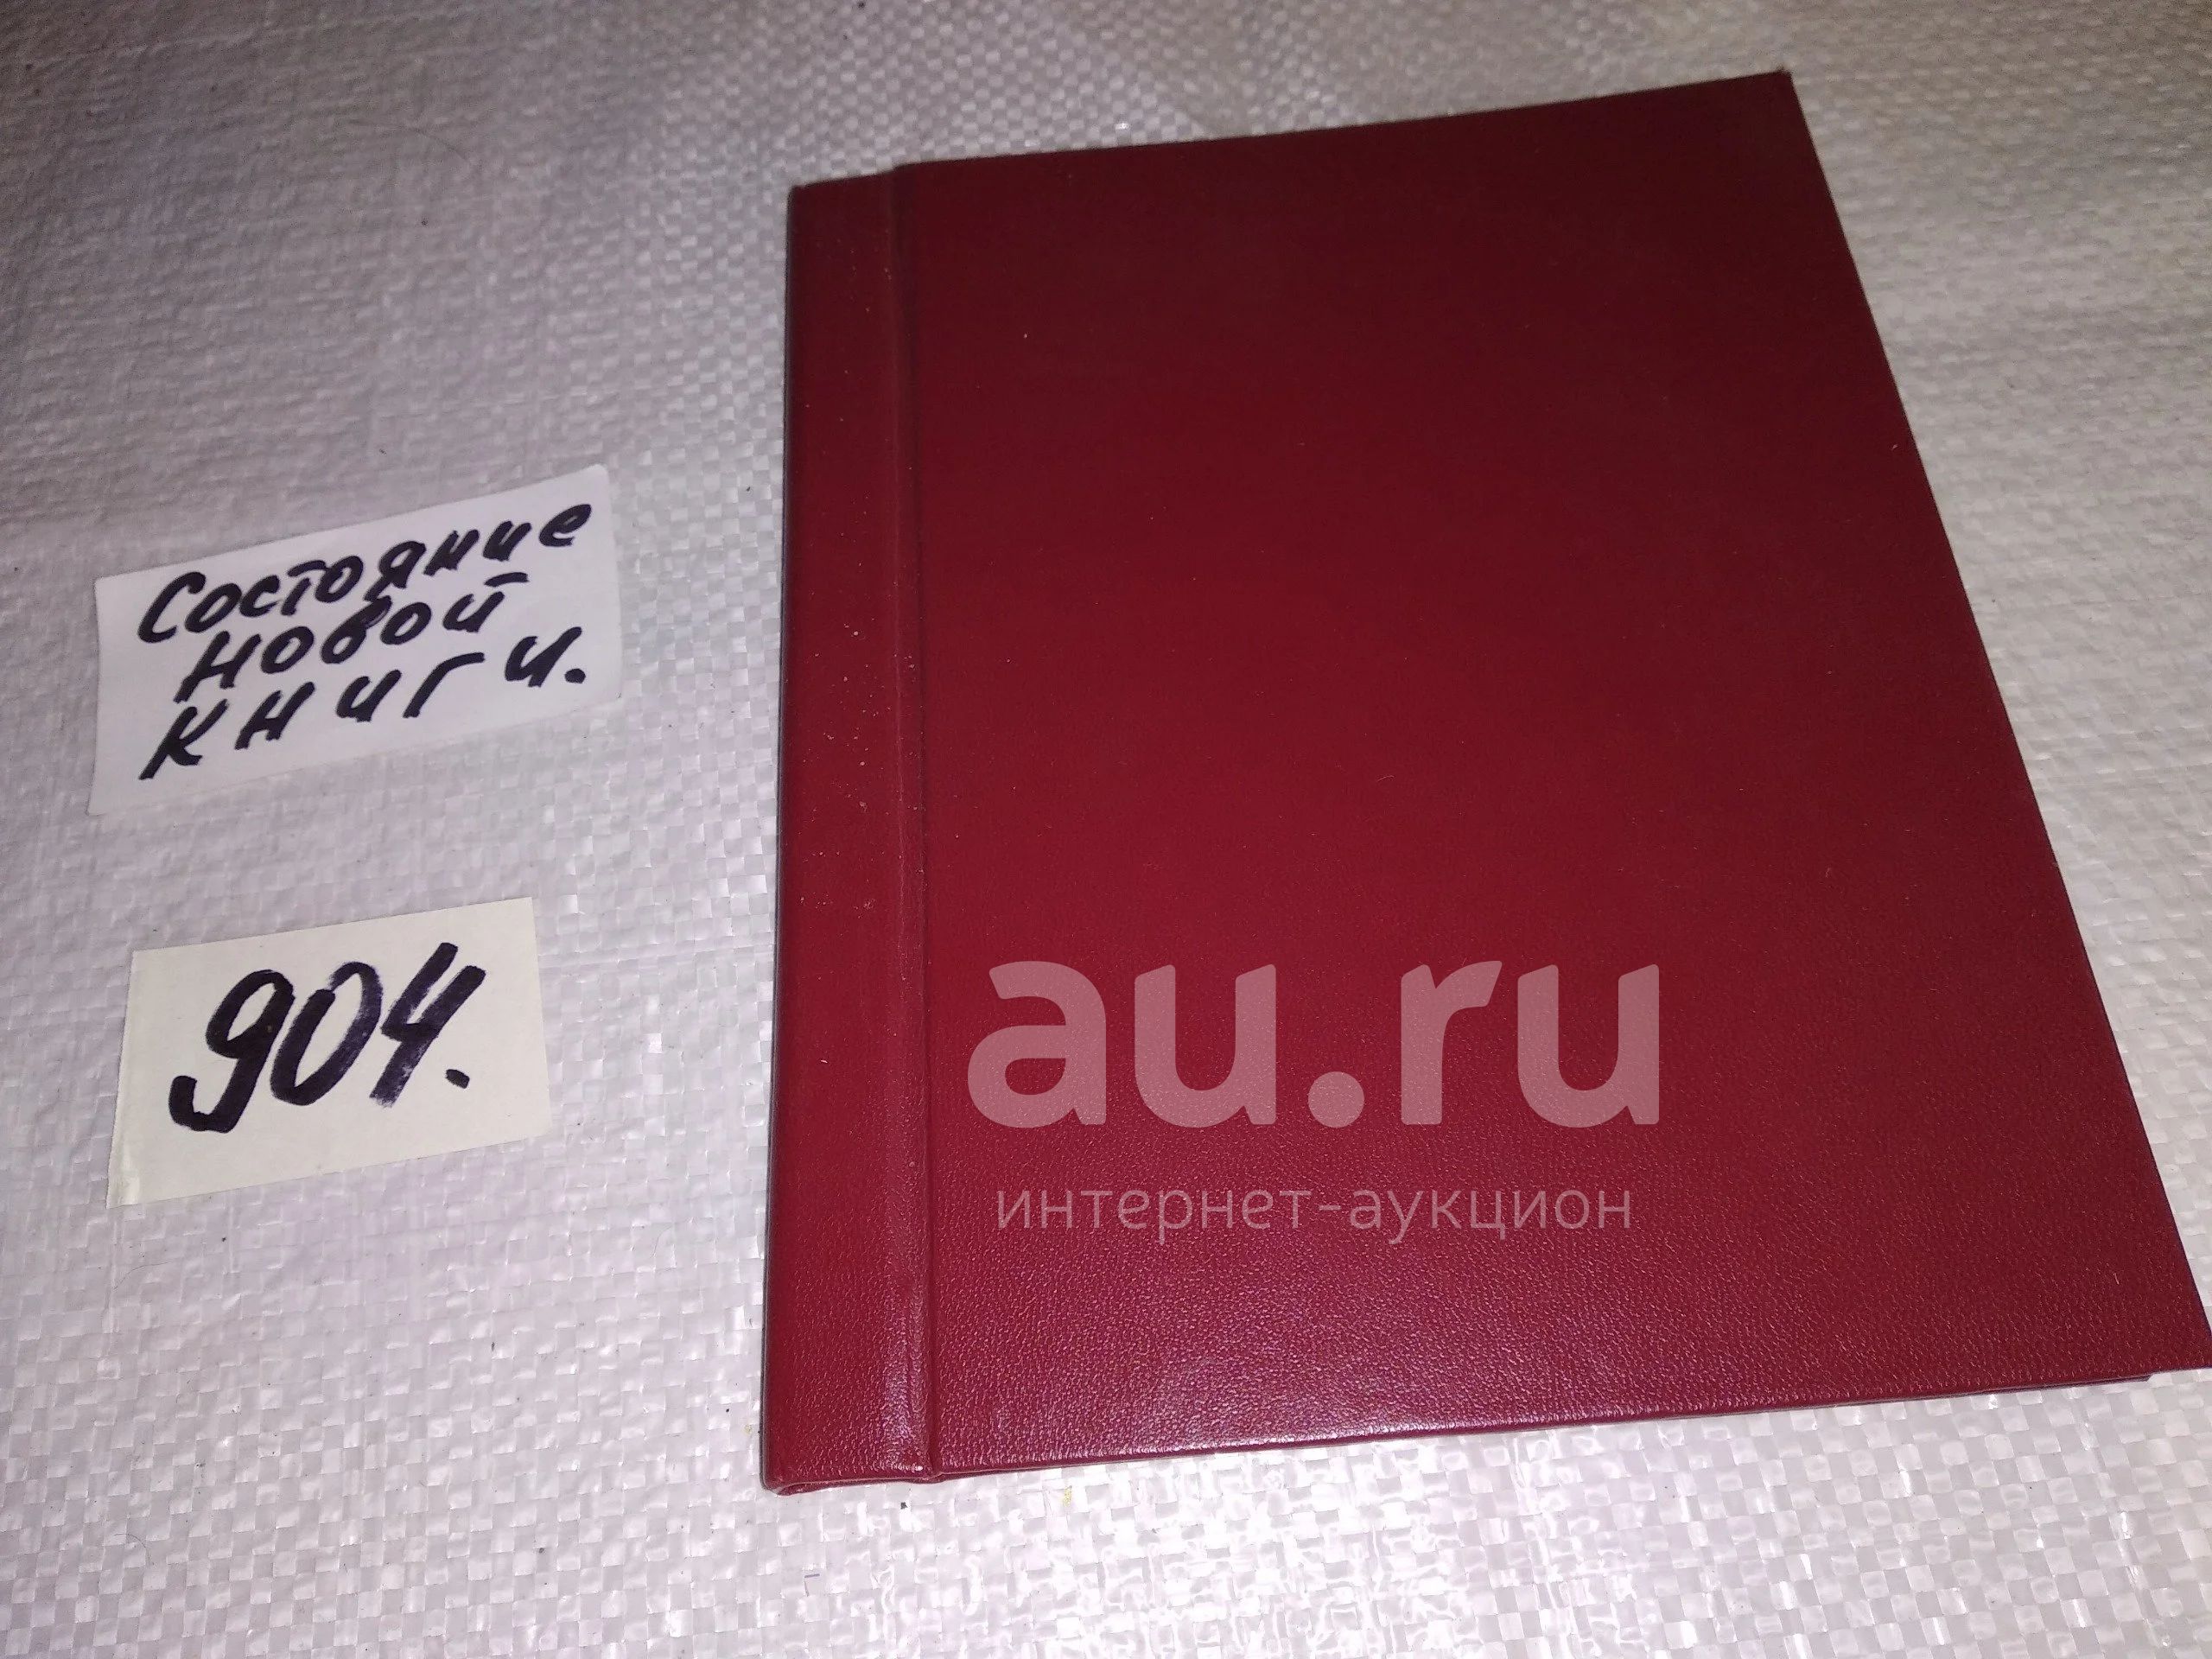 Состояние
новой
книги.
904.
au.ru
интернет-аукцион